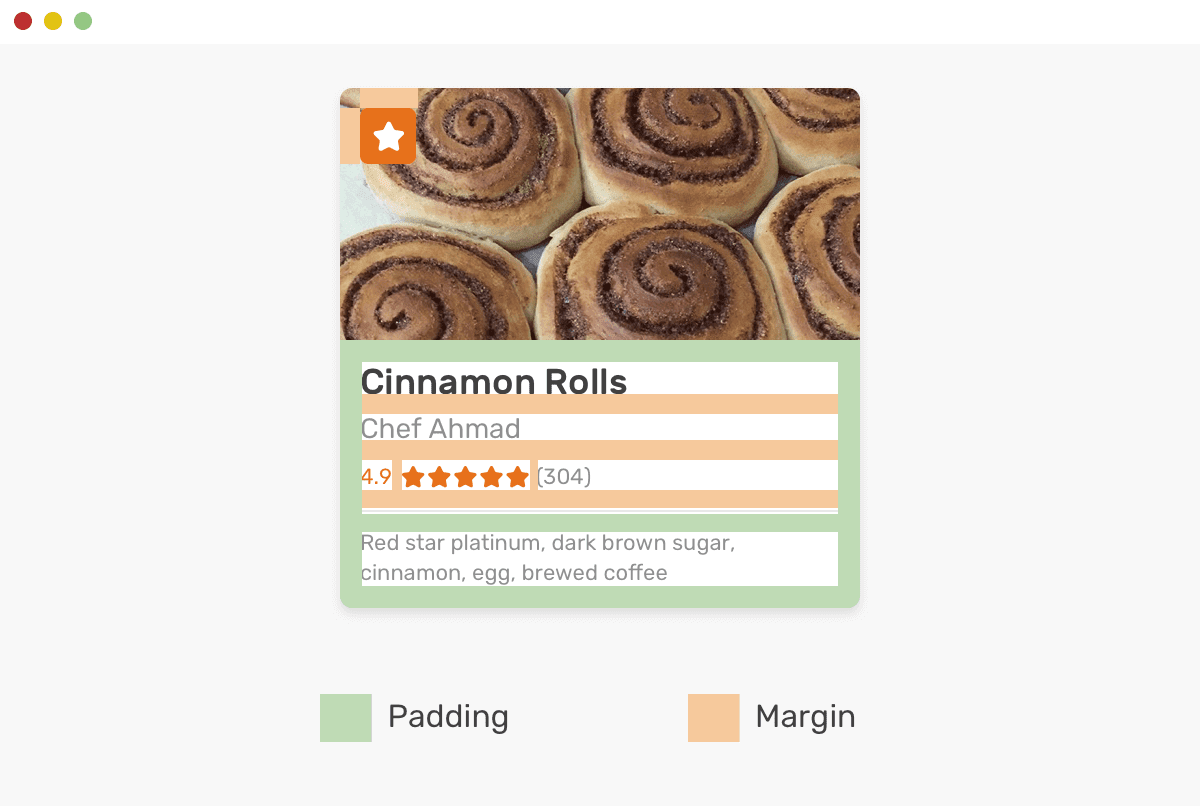 Cinnamon Rolls
Chef Ahmad
4.9 (304)
Red star platinum, dark brown sugar,
cinnamon, egg, brewed coffee
Padding Margin